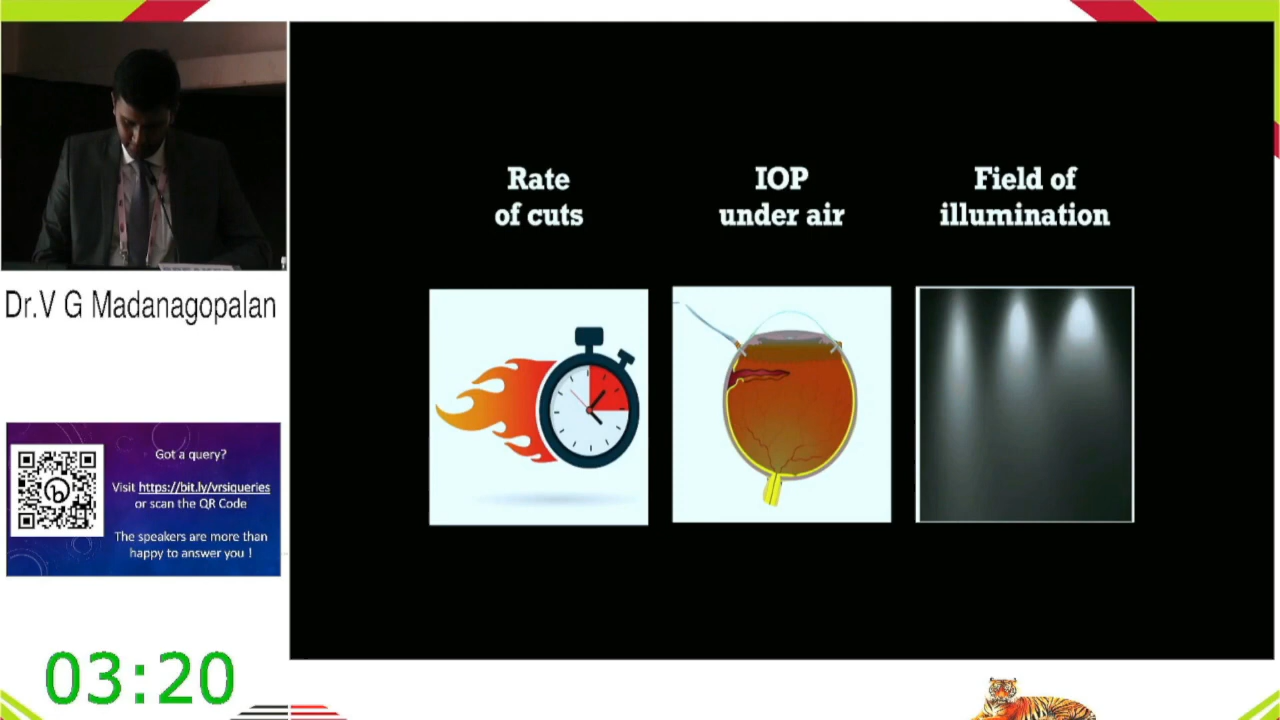 Rate
of cuts
IOP
under air
Field of
illumination
Dr.V G Madanagopalan
Got a query?
Visit https://bit.ly/vrsiqueries
or scan the QR Code
The speakers are more than
happy to answer you !
03:20